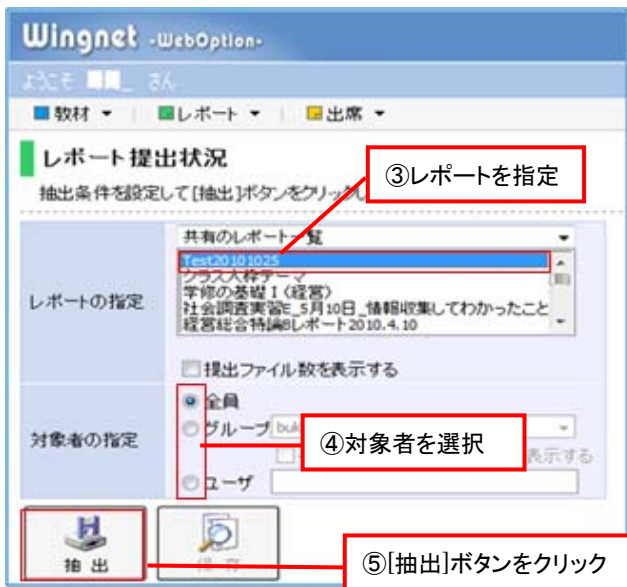 Wingnet -WebOption-
ようこそ さん
教材 レポート 出席
レポート提出状況
③レポートを指定
抽出条件を設定して[抽出]ボタンをクリックし
共有のレポート一覧
レポートの指定
Test20101025
クラス人枠テーマ
学修の基礎Ⅰ〈経営〉
社会調査実習E_5月10日_情報収集してわかったこと
経営総合特論Bレポート2010.4.10
提出ファイル数を表示する
対象者の指定
全員
グループ buk
④対象者を選択
表示する
ユーザ
抽出
保存
⑤[抽出]ボタンをクリック